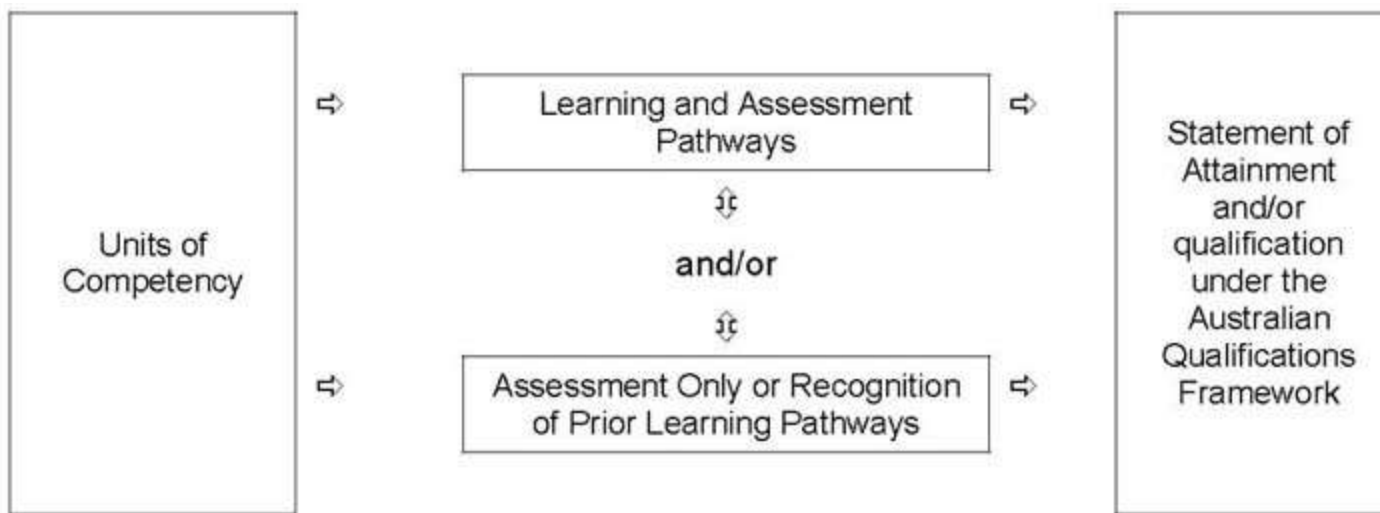 Units of
Competency
Learning and Assessment
Pathways
and/or
Assessment Only or Recognition
of Prior Learning Pathways
Statement of
Attainment
and/or
qualification
under the
Australian
Qualifications
Framework